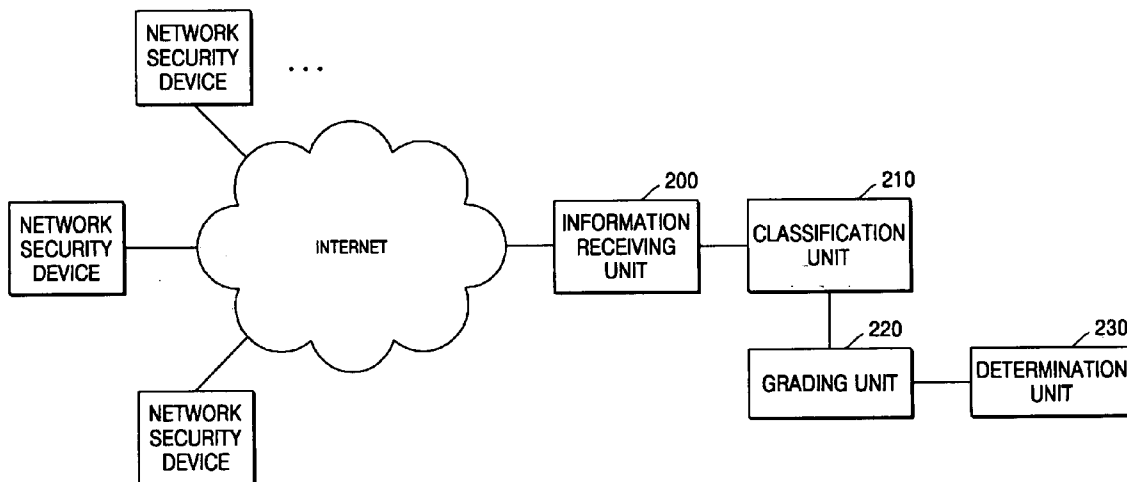 NETWORK
SECURITY
DEVICE
...
200
210
NETWORK
SECURITY
DEVICE
INTERNET
INFORMATION
RECEIVING
UNIT
CLASSIFICATION
UNIT
220
230
GRADING UNIT
DETERMINATION
UNIT
NETWORK
SECURITY
DEVICE